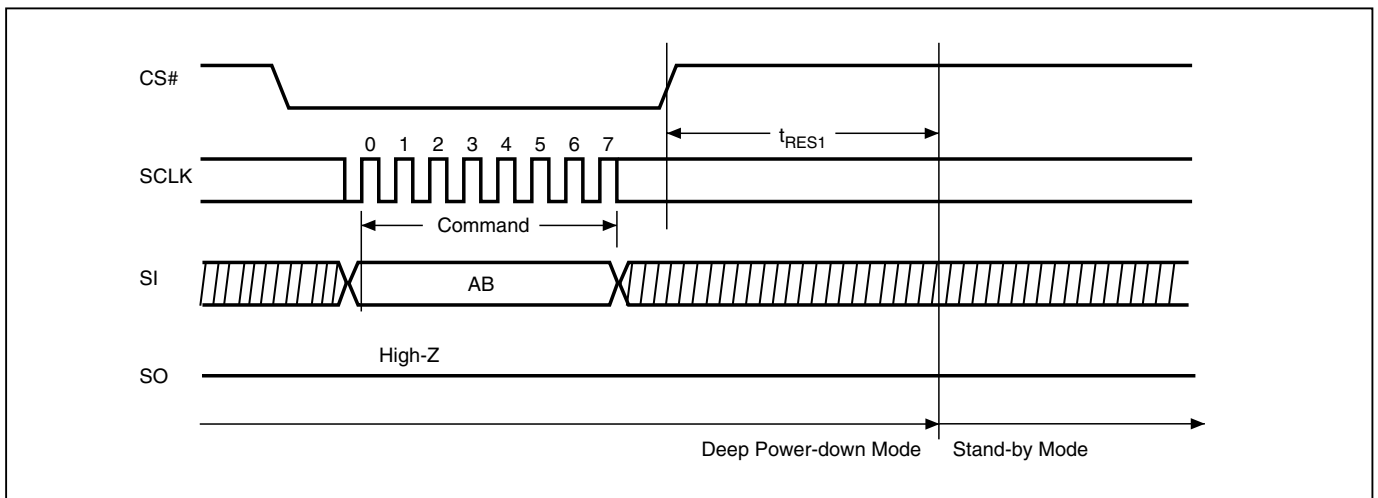 CS#
tRES1
0 1 2 3 4 5 6 7
SCLK
Command
SI
AB
High-Z
SO
Deep Power-down Mode Stand-by Mode